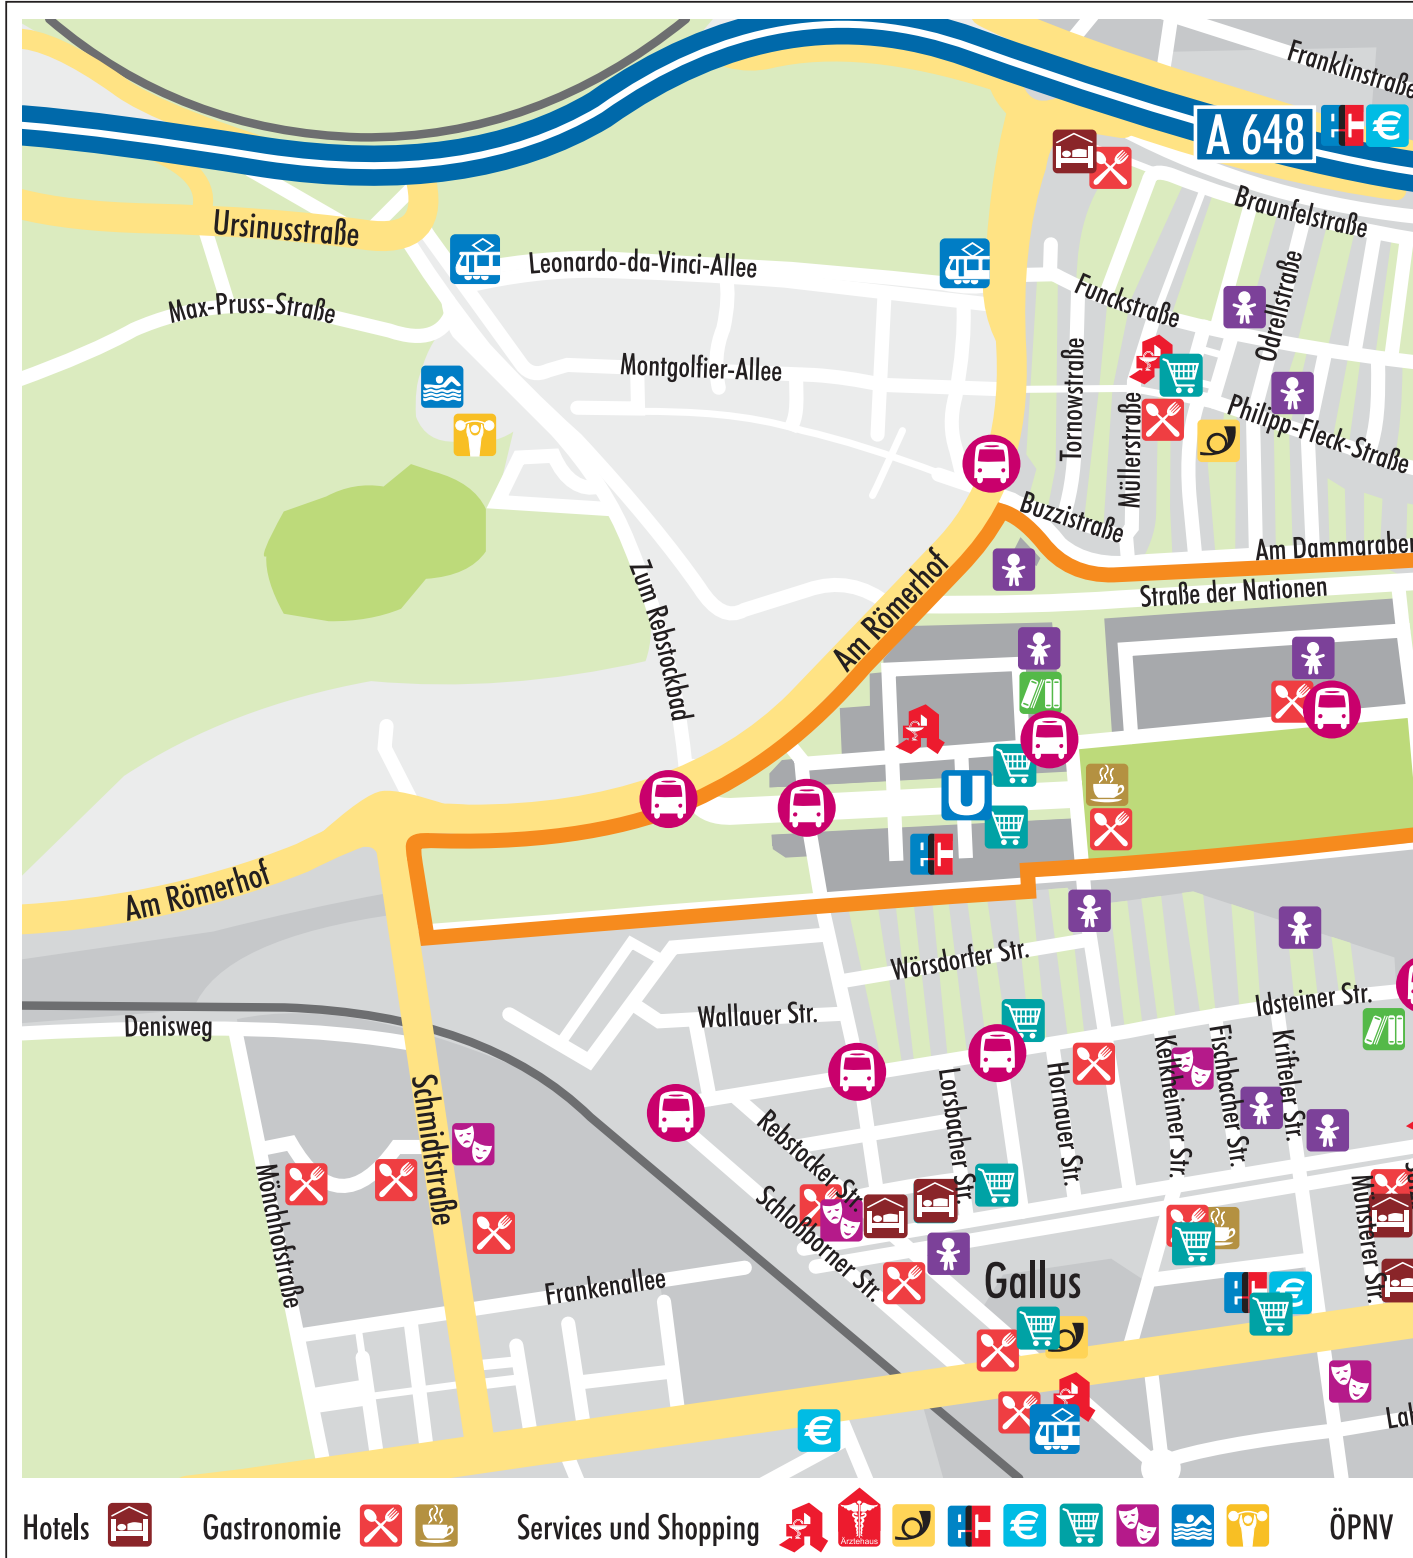 Franklinstraße
A 648
€
Braunfelstraße
Ursinusstraße
Leonardo-da-Vinci-Allee
Odrellstraße
Funckstraße
Max-Pruss-Straße
Montgolfier-Allee
Tornowstraße
Müllerstraße
Philipp-Fleck-Straße
Buzzistraße
Am Dammaraben
Zum Rebstockbad
Am Römerhof
Straße der Nationen
U
Am Römerhof
Wörsdorfer Str.
Wallauer Str.
Idsteiner Str.
Denisweg
Schmidtstraße
Rebstocker Str.
Lorsbacher Str.
Hornauer Str.
Kelkheimer Str.
Fischbacher Str.
Krifteler Str.
Mönchhofstraße
Schloßborner Str.
Münsterer Str.
Gallus
Frankenallee
€
€
Lah
Hotels
Gastronomie
Services und Shopping
Ärztehaus
€
ÖPNV